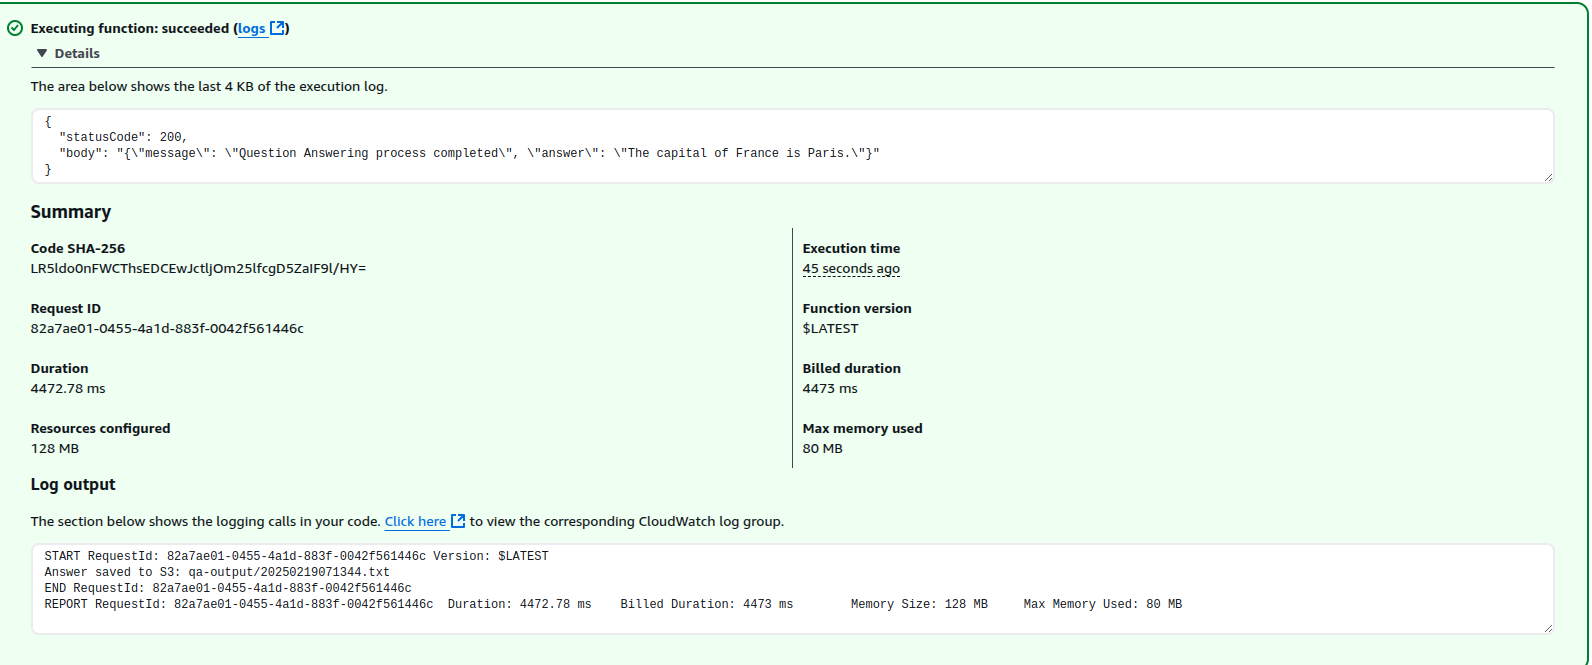 Executing function: succeeded (logs)
Details
The area below shows the last 4 KB of the execution log.
{
  "statusCode": 200,
  "body": "{\"message\": \"Question Answering process completed\", \"answer\": \"The capital of France is Paris.\"}"
}
Summary
Code SHA-256
LR5ldo0nFWCThsEDCEwJctljOm25lfcgD5ZaIF9l/HY=
Execution time
45 seconds ago
Request ID
82a7ae01-0455-4a1d-883f-0042f561446c
Function version
$LATEST
Duration
4472.78 ms
Billed duration
4473 ms
Resources configured
128 MB
Max memory used
80 MB
Log output
The section below shows the logging calls in your code. Click here to view the corresponding CloudWatch log group.
START RequestId: 82a7ae01-0455-4a1d-883f-0042f561446c Version: $LATEST
Answer saved to S3: qa-output/20250219071344.txt
END RequestId: 82a7ae01-0455-4a1d-883f-0042f561446c
REPORT RequestId: 82a7ae01-0455-4a1d-883f-0042f561446c  Duration: 4472.78 ms    Billed Duration: 4473 ms        Memory Size: 128 MB     Max Memory Used: 80 MB